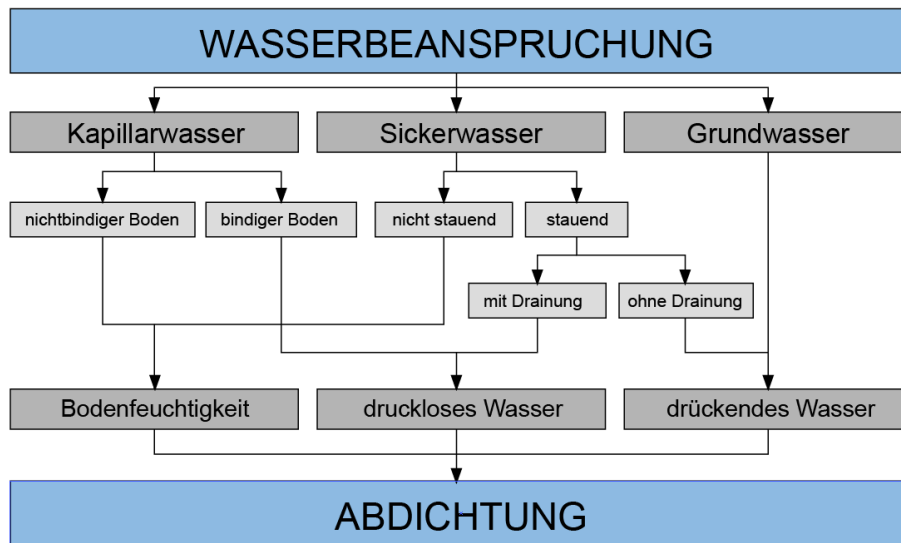 WASSERBEANSPRUCHUNG
Kapillarwasser
Sickerwasser
Grundwasser
nichtbindiger Boden
bindiger Boden
nicht stauend
stauend
mit Drainung
ohne Drainung
Bodenfeuchtigkeit
druckloses Wasser
drückendes Wasser
ABDICHTUNG